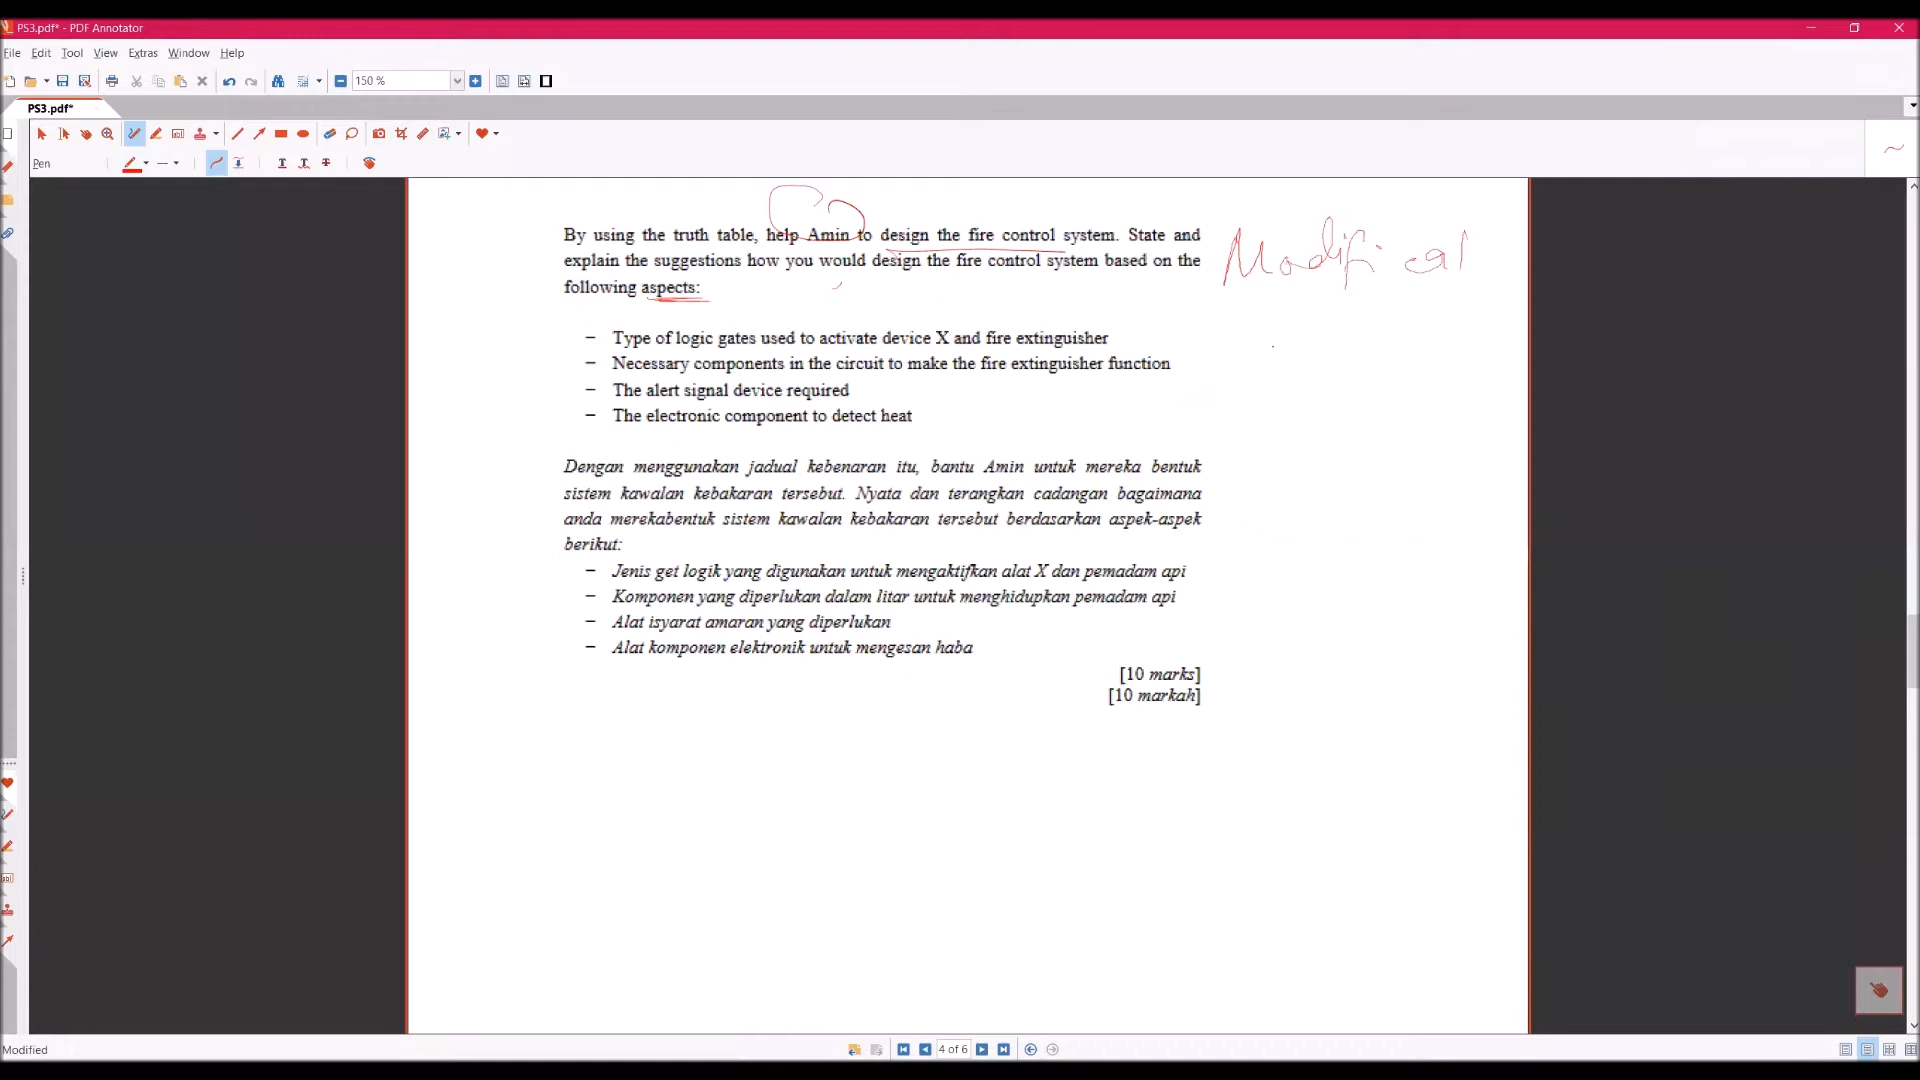 PS3.pdf* - PDF Annotator
File Edit Tool View Extras Window Help
150 %
PS3.pdf*
Pen
By using the truth table, help Amin to design the fire control system. State and
explain the suggestions how you would design the fire control system based on the
following aspects:
Modifi cal
– Type of logic gates used to activate device X and fire extinguisher
– Necessary components in the circuit to make the fire extinguisher function
– The alert signal device required
– The electronic component to detect heat
Dengan menggunakan jadual kebenaran itu, bantu Amin untuk mereka bentuk
sistem kawalan kebakaran tersebut. Nyata dan terangkan cadangan bagaimana
anda merekabentuk sistem kawalan kebakaran tersebut berdasarkan aspek-aspek
berikut:
– Jenis get logik yang digunakan untuk mengaktifkan alat X dan pemadam api
– Komponen yang diperlukan dalam litar untuk menghidupkan pemadam api
– Alat isyarat amaran yang diperlukan
– Alat komponen elektronik untuk mengesan haba
[10 marks]
[10 markah]
Modified
4 of 6